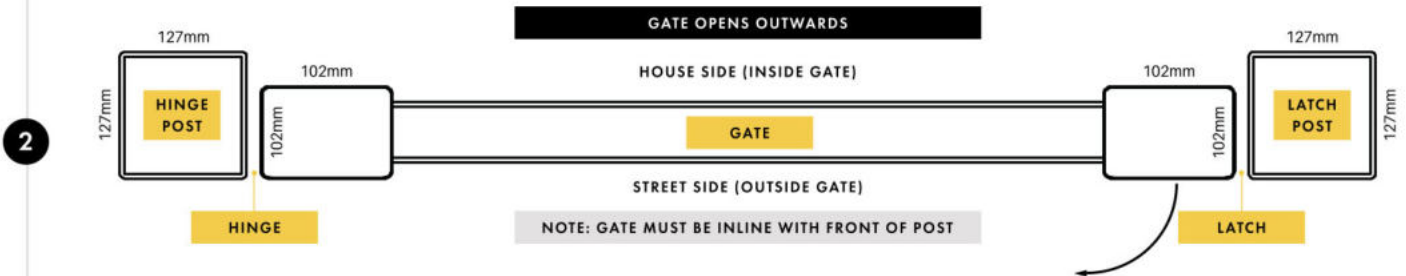 GATE OPENS OUTWARDS
127mm
127mm
102mm
HOUSE SIDE (INSIDE GATE)
102mm
127mm
HINGE
POST
102mm
GATE
102mm
LATCH
POST
127mm
2
STREET SIDE (OUTSIDE GATE)
HINGE
NOTE: GATE MUST BE INLINE WITH FRONT OF POST
LATCH